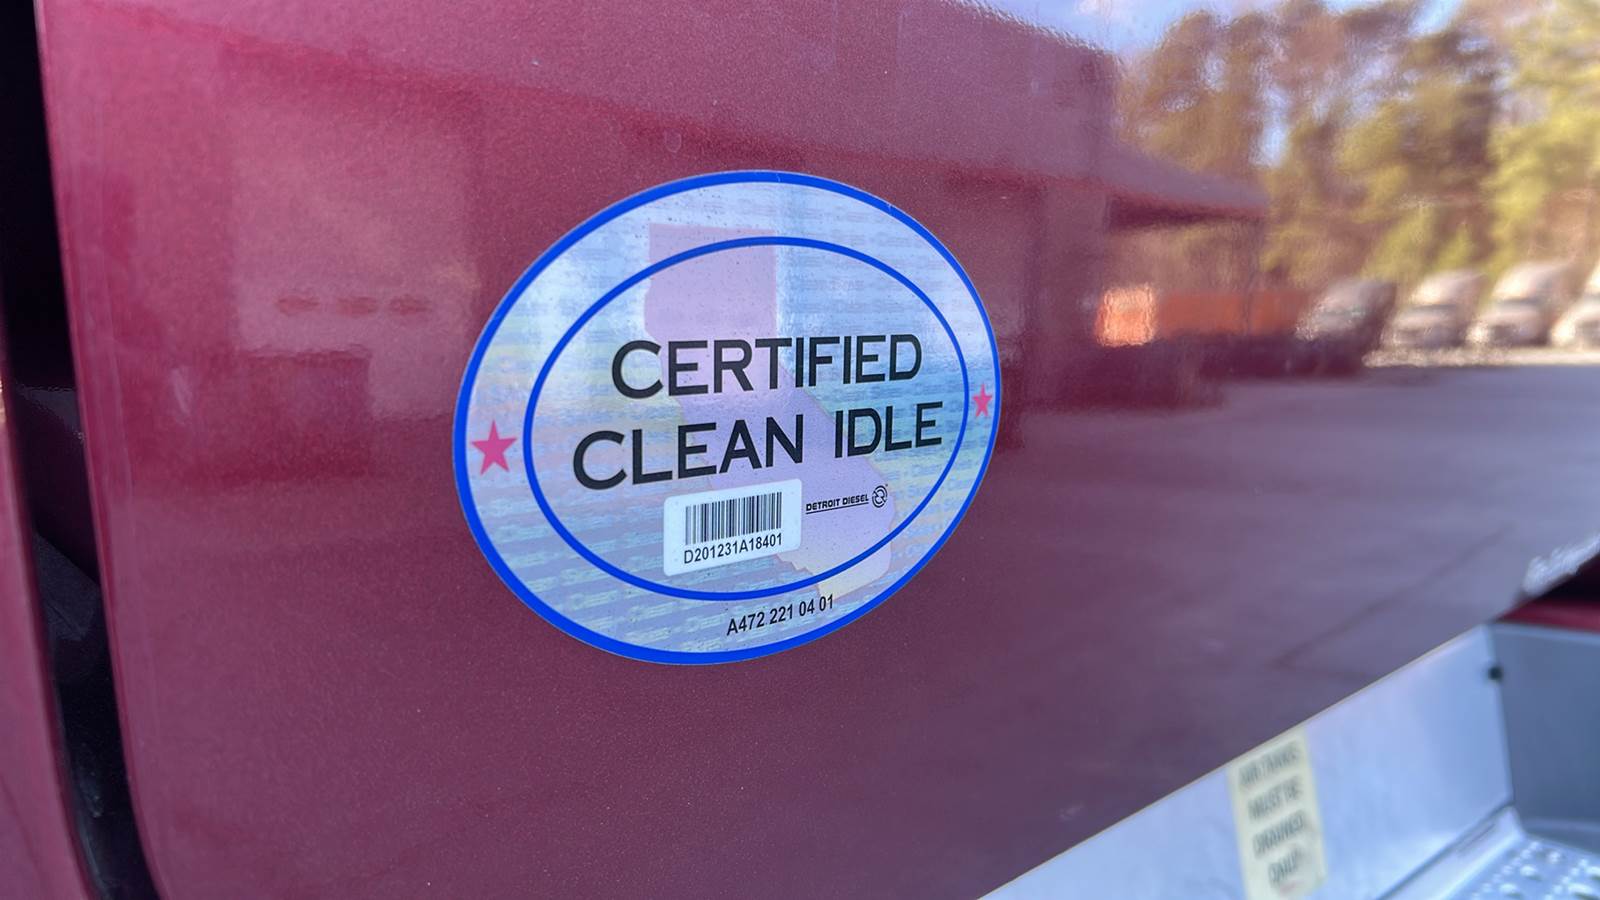 CERTIFIED
CLEAN IDLE
DETROIT DIESEL
D201231A18401
A472 221 04 01
AIR TANKS
MUST BE
DRAINED
DAILY